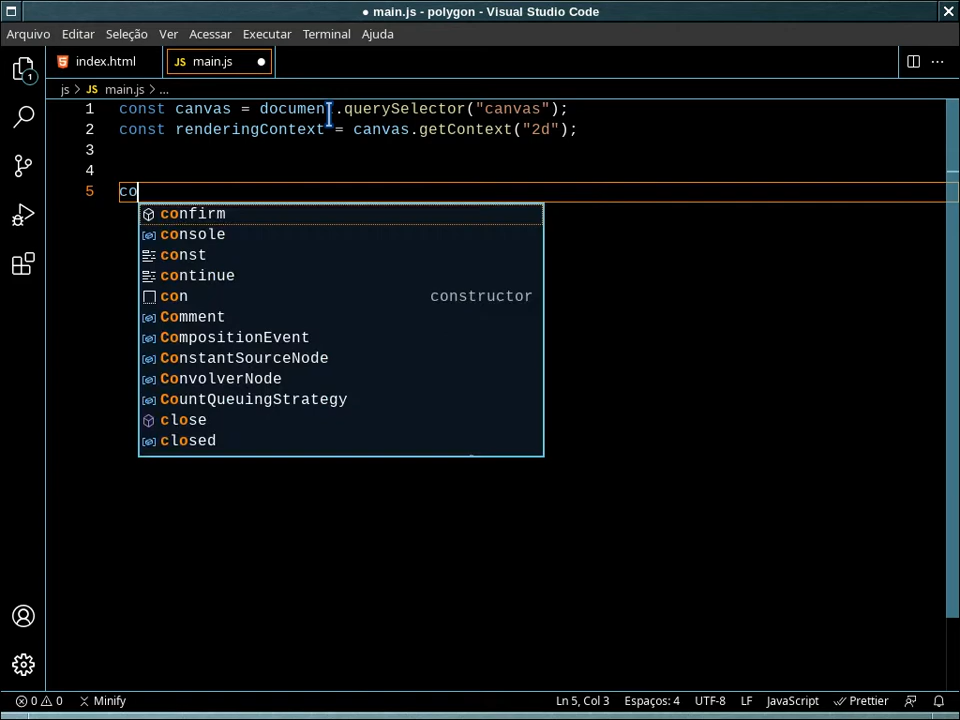 ● main.js - polygon - Visual Studio Code
Arquivo Editar Seleção Ver Acessar Executar Terminal Ajuda
index.html JS main.js ●
js > JS main.js > ...
1 const canvas = document.querySelector("canvas");
2 const renderingContext = canvas.getContext("2d");
3
4
5 co
confirm
console
const
continue
con constructor
Comment
CompositionEvent
ConstantSourceNode
ConvolverNode
CountQueuingStrategy
close
closed
1
0 0 Minify Ln 5, Col 3 Espaços: 4 UTF-8 LF JavaScript Prettier